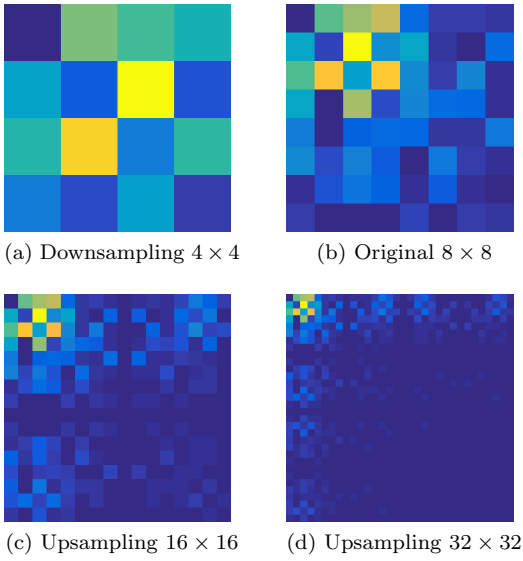 (a) Downsampling 4 × 4
(b) Original 8 × 8
(c) Upsampling 16 × 16
(d) Upsampling 32 × 32